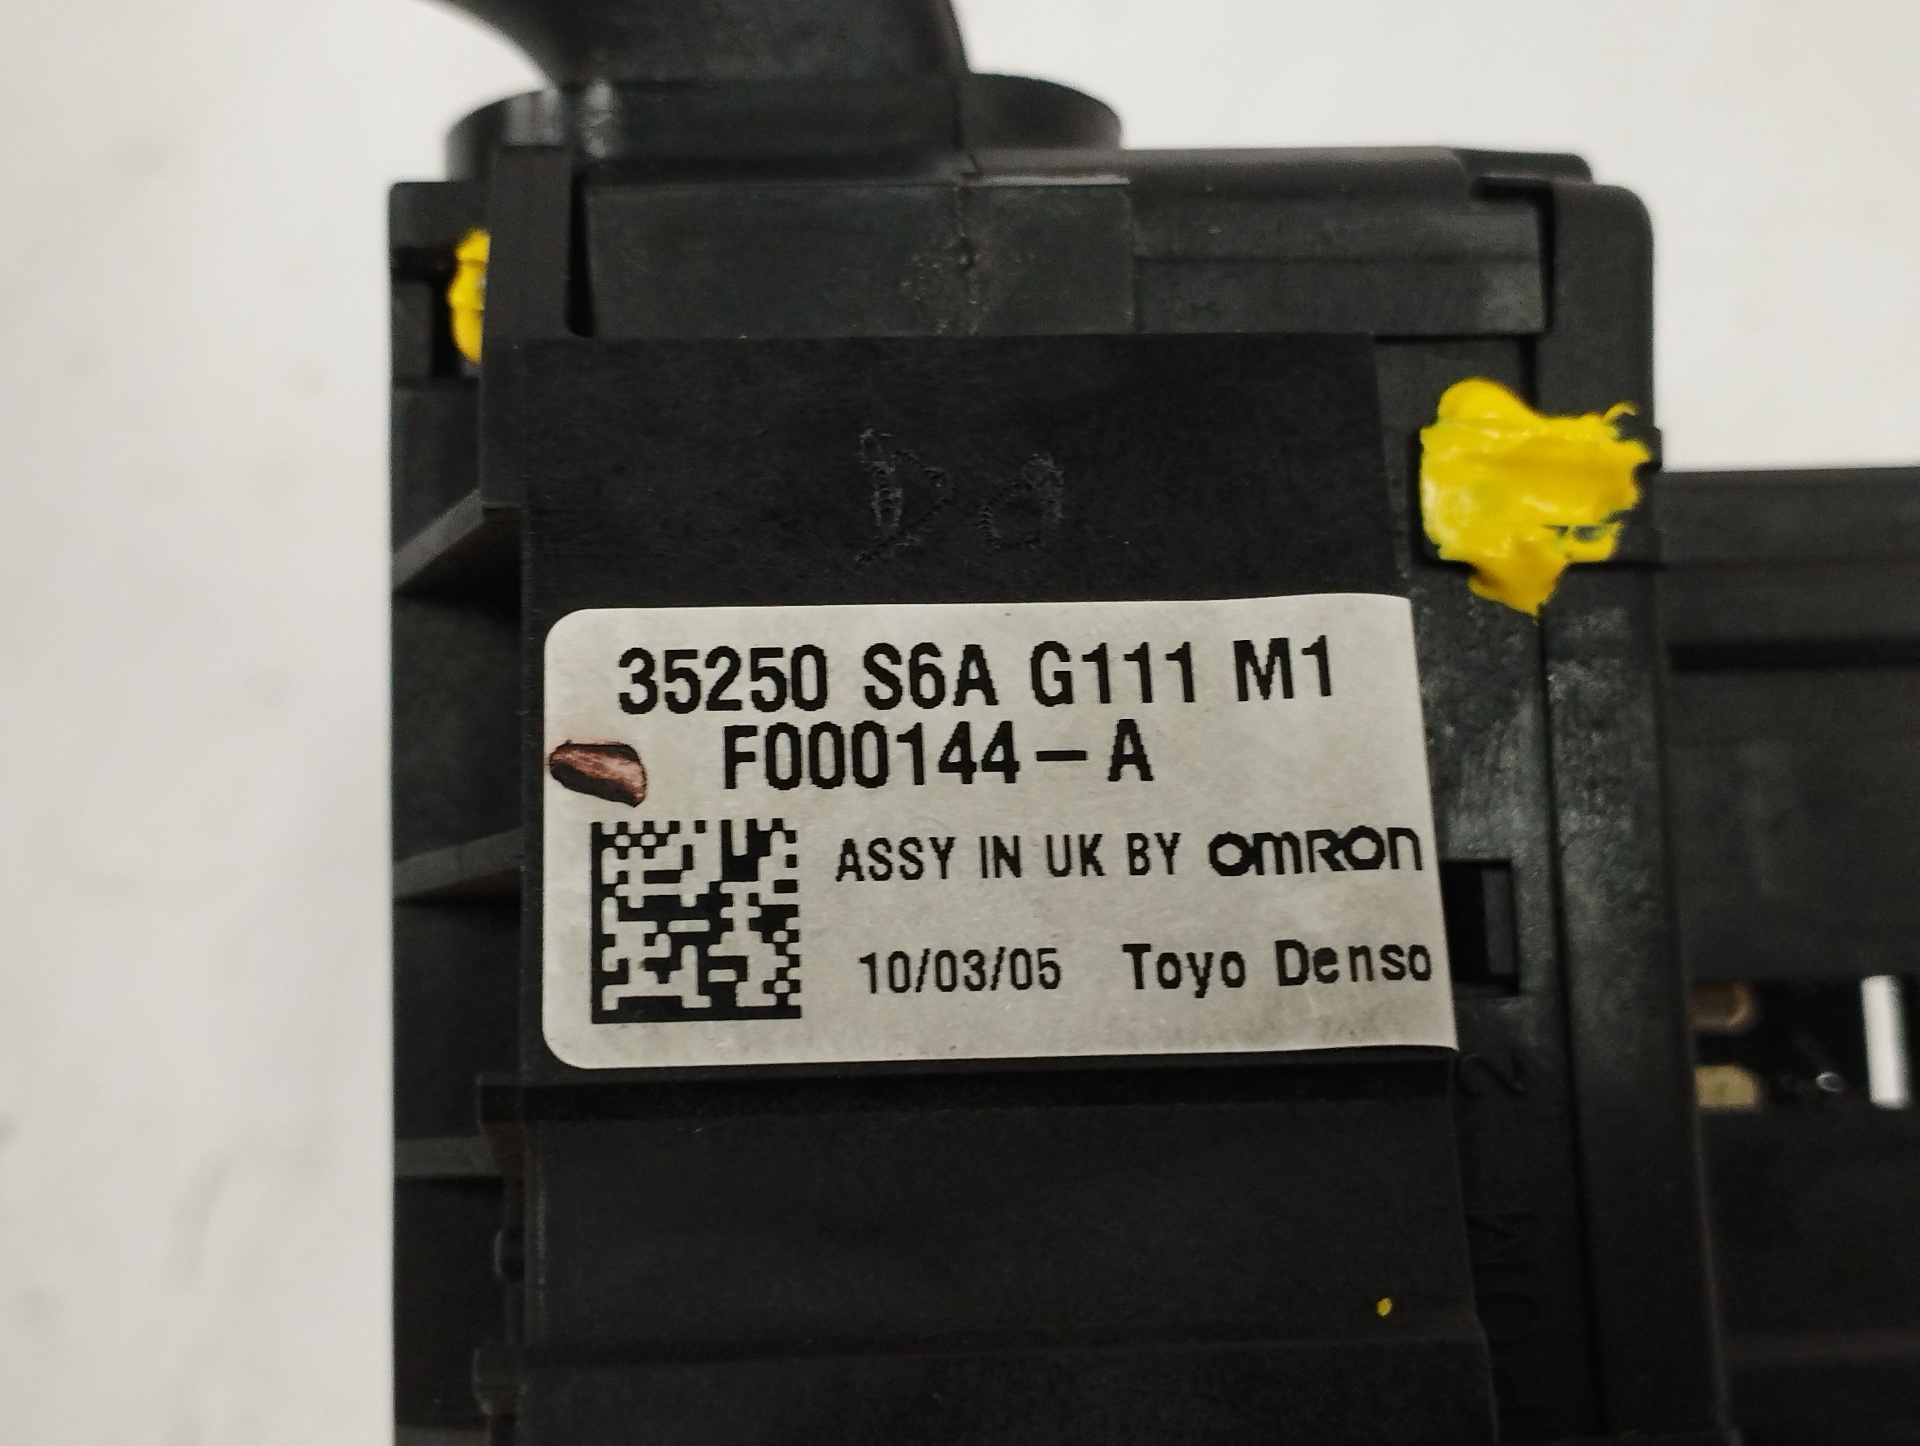 35250 S6A G111 M1
F000144-A
ASSY IN UK BY OMRON
10/03/05 Toyo Denso